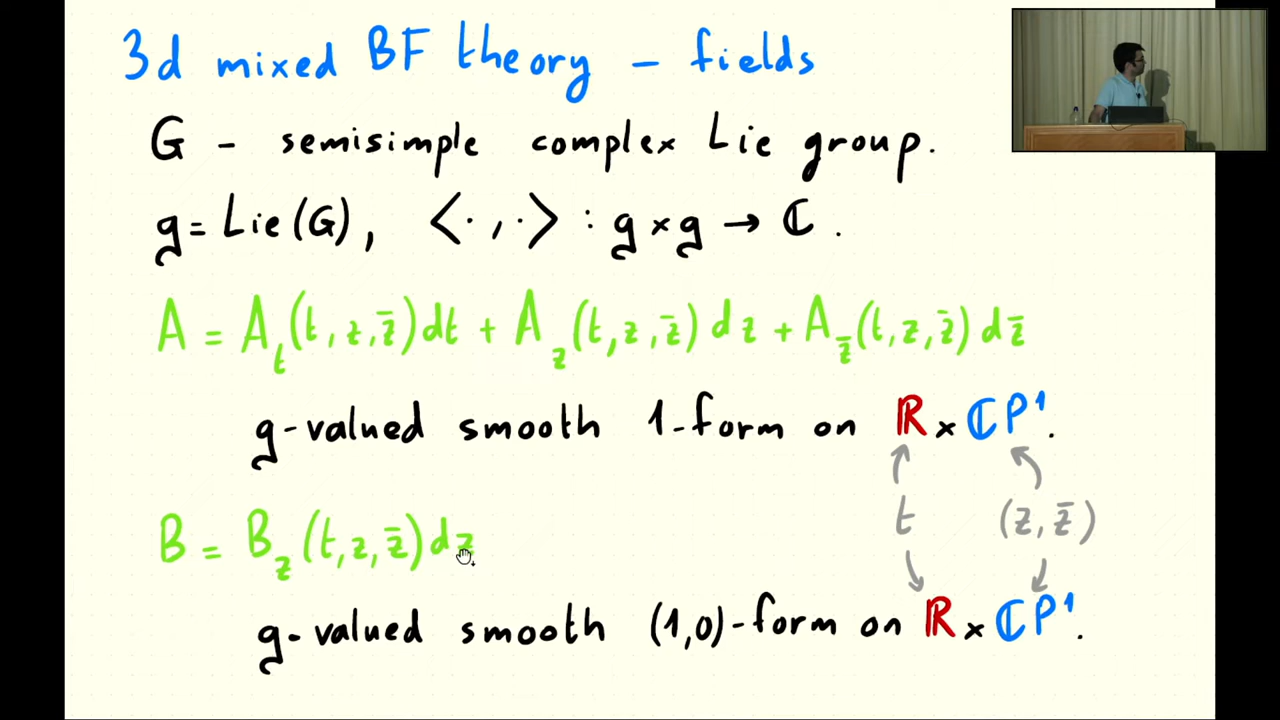 3d mixed BF theory – fields
G – semisimple complex Lie group.
g = Lie(G), <·,·> : g × g → ℂ.
A = A_t(t, z, z̄)dt + A_z(t, z, z̄)dz + A_z̄(t, z, z̄)dz̄
g-valued smooth 1-form on ℝ × ℂP¹.
t (z, z̄)
B = B_z(t, z, z̄)dz
g-valued smooth (1,0)-form on ℝ × ℂP¹.